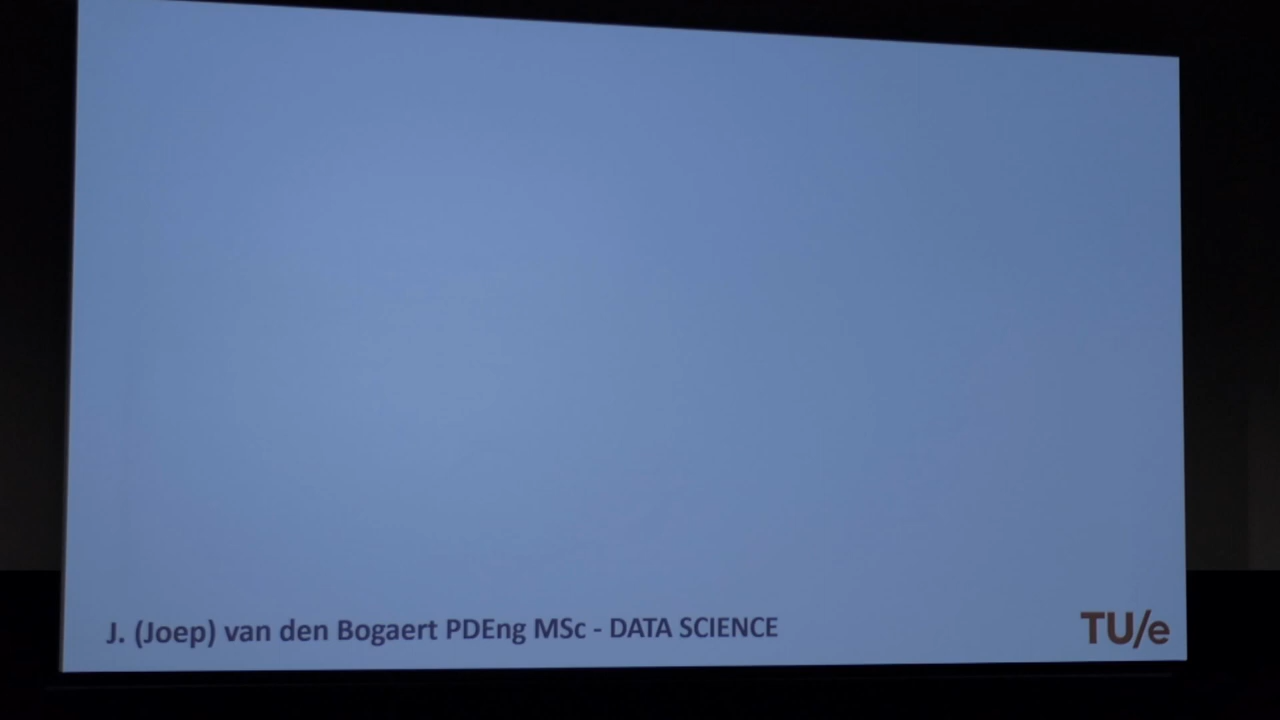 J. (Joep) van den Bogaert PDEng MSc - DATA SCIENCE
TU/e